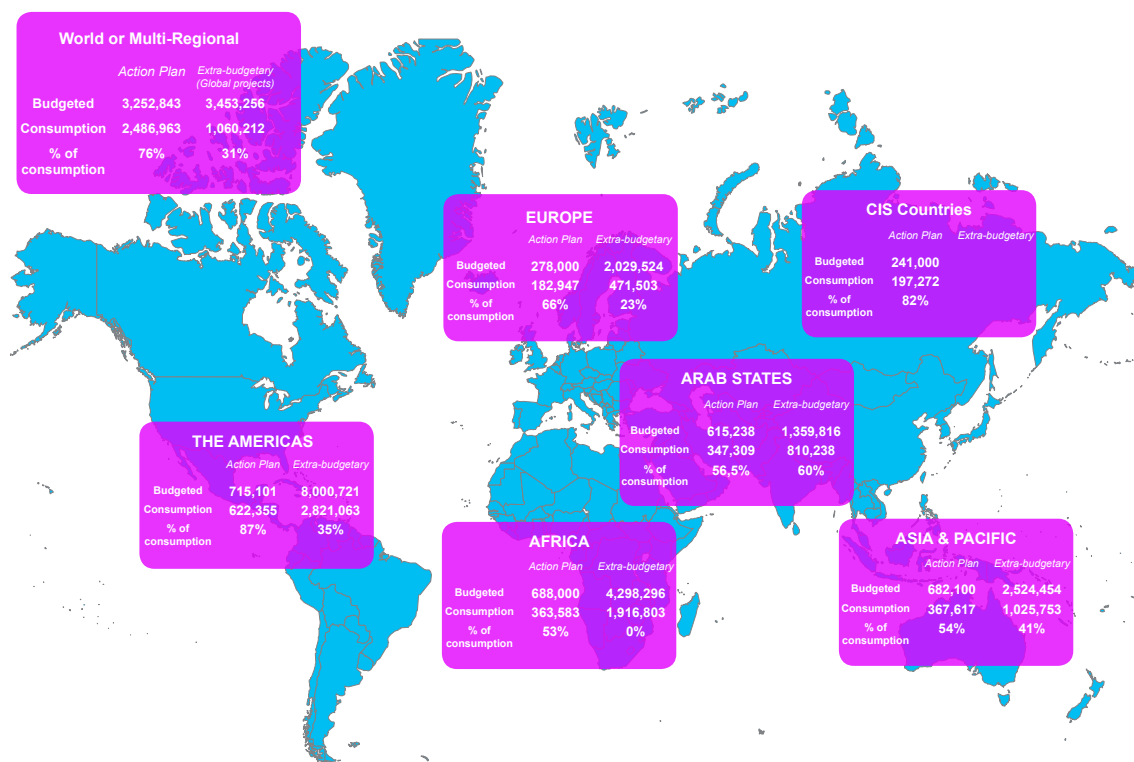 World or Multi-Regional
Action Plan Extra-budgetary
(Global projects)
Budgeted 3,252,843 3,453,256
Consumption 2,486,963 1,060,212
% of 76% 31%
consumption
EUROPE
Action Plan Extra-budgetary
Budgeted 278,000 2,029,524
Consumption 182,947 471,503
% of 66% 23%
consumption
CIS Countries
Action Plan Extra-budgetary
Budgeted 241,000
Consumption 197,272
% of 82%
consumption
ARAB STATES
Action Plan Extra-budgetary
Budgeted 615,238 1,359,816
Consumption 347,309 810,238
% of 56,5% 60%
consumption
THE AMERICAS
Action Plan Extra-budgetary
Budgeted 715,101 8,000,721
Consumption 622,355 2,821,063
% of 87% 35%
consumption
AFRICA
Action Plan Extra-budgetary
Budgeted 688,000 4,298,296
Consumption 363,583 1,916,803
% of 53% 0%
consumption
ASIA & PACIFIC
Action Plan Extra-budgetary
Budgeted 682,100 2,524,454
Consumption 367,617 1,025,753
% of 54% 41%
consumption